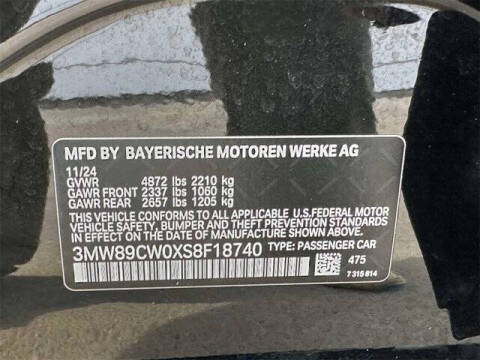 MFD BY BAYERISCHE MOTOREN WERKE AG
11/24
GVWR 4872 lbs 2210 kg
GAWR FRONT 2337 lbs 1060 kg
GAWR REAR 2657 lbs 1205 kg
THIS VEHICLE CONFORMS TO ALL APPLICABLE U.S.FEDERAL MOTOR
VEHICLE SAFETY, BUMPER AND THEFT PREVENTION STANDARDS
IN EFFECT ON THE DATE OF MANUFACTURE SHOWN ABOVE.
3MW89CW0XS8F18740 TYPE: PASSENGER CAR
475
7 315 814